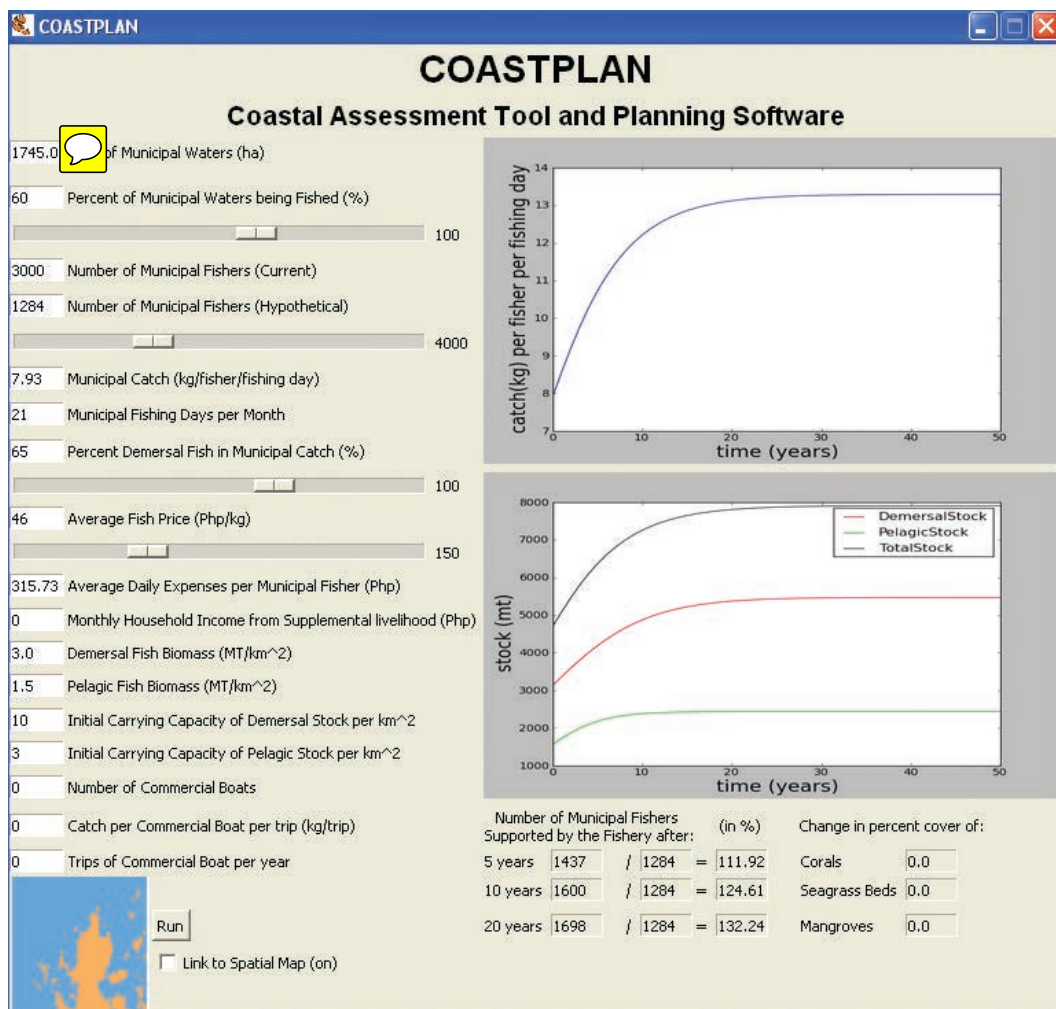 COASTPLAN
COASTPLAN
Coastal Assessment Tool and Planning Software
1745.0 of Municipal Waters (ha)
60 Percent of Municipal Waters being Fished (%)
100
3000 Number of Municipal Fishers (Current)
1284 Number of Municipal Fishers (Hypothetical)
4000
7.93 Municipal Catch (kg/fisher/fishing day)
21 Municipal Fishing Days per Month
65 Percent Demersal Fish in Municipal Catch (%)
100
46 Average Fish Price (Php/kg)
150
315.73 Average Daily Expenses per Municipal Fisher (Php)
0 Monthly Household Income from Supplemental livelihood (Php)
3.0 Demersal Fish Biomass (MT/km^2)
1.5 Pelagic Fish Biomass (MT/km^2)
10 Initial Carrying Capacity of Demersal Stock per km^2
3 Initial Carrying Capacity of Pelagic Stock per km^2
0 Number of Commercial Boats
0 Catch per Commercial Boat per trip (kg/trip)
0 Trips of Commercial Boat per year
Run
Link to Spatial Map (on)
catch(kg) per fisher per fishing day
14
13
12
11
10
9
8
7
0 10 20 30 40 50
time (years)
stock (mt)
8000
7000
6000
5000
4000
3000
2000
1000
DemersalStock
PelagicStock
TotalStock
0 10 20 30 40 50
time (years)
Number of Municipal Fishers
Supported by the Fishery after: (in %)
5 years 1437 / 1284 = 111.92
10 years 1600 / 1284 = 124.61
20 years 1698 / 1284 = 132.24
Change in percent cover of:
Corals 0.0
Seagrass Beds 0.0
Mangroves 0.0